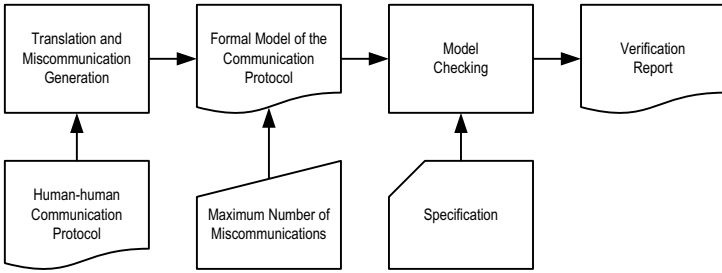 Translation and
Miscommunication
Generation
Formal Model of the
Communication
Protocol
Model
Checking
Verification
Report
Human-human
Communication
Protocol
Maximum Number of
Miscommunications
Specification